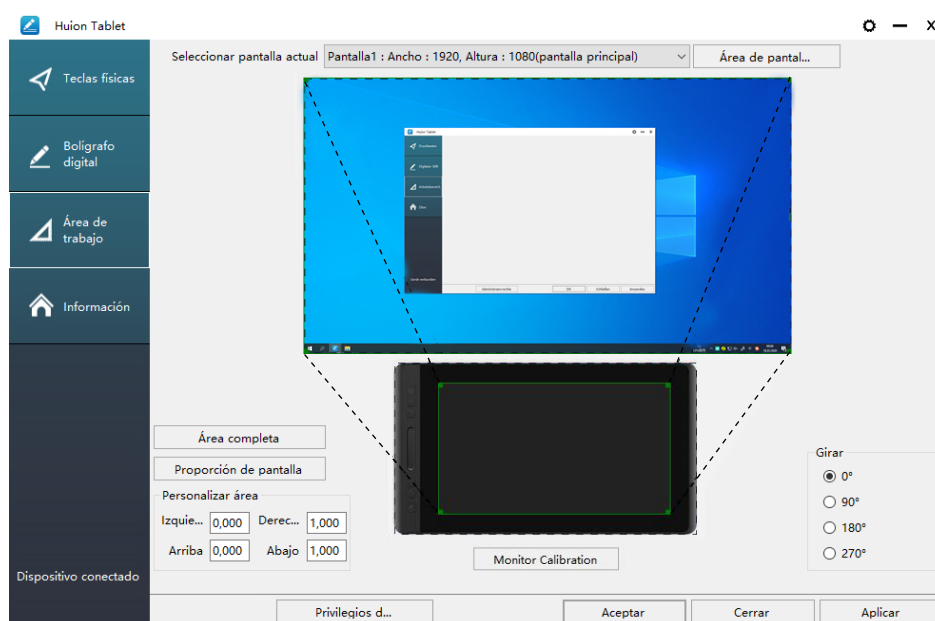 Huion Tablet
Seleccionar pantalla actual Pantalla1 : Ancho : 1920, Altura : 1080(pantalla principal) Área de pantal...
Teclas físicas
Bolígrafo
digital
Área de
trabajo
Información
Dispositivo conectado
Huion Tablet
Área completa
Proporción de pantalla
Personalizar área
Izquie... 0,000 Derec... 1,000
Arriba 0,000 Abajo 1,000
Monitor Calibration
Girar
0°
90°
180°
270°
Privilegios d... Aceptar Cerrar Aplicar